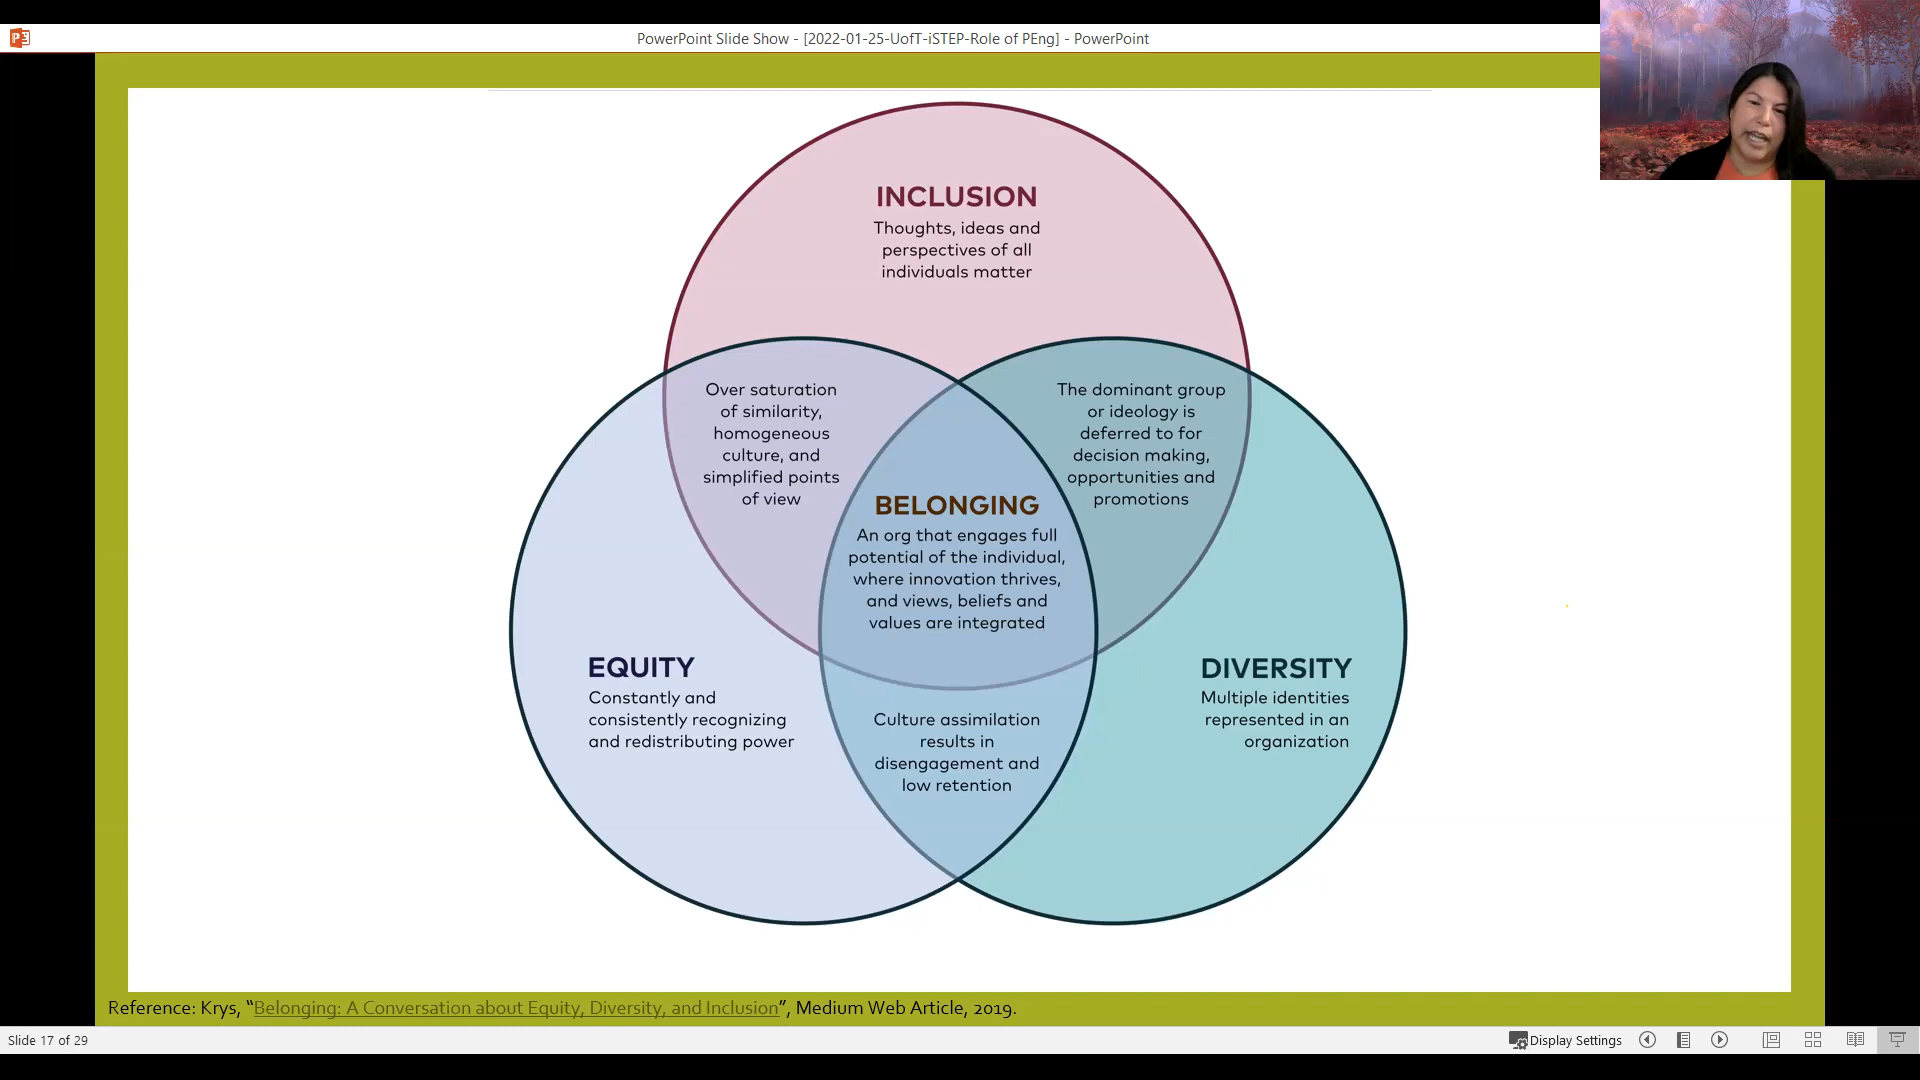 PowerPoint Slide Show - [2022-01-25-UofT-iSTEP-Role of PEng] - PowerPoint
INCLUSION
Thoughts, ideas and
perspectives of all
individuals matter
Over saturation
of similarity,
homogeneous
culture, and
simplified points
of view
The dominant group
or ideology is
deferred to for
decision making,
opportunities and
promotions
BELONGING
An org that engages full
potential of the individual,
where innovation thrives,
and views, beliefs and
values are integrated
EQUITY
Constantly and
consistently recognizing
and redistributing power
DIVERSITY
Multiple identities
represented in an
organization
Culture assimilation
results in
disengagement and
low retention
Reference: Krys, “Belonging: A Conversation about Equity, Diversity, and Inclusion”, Medium Web Article, 2019.
Slide 17 of 29
Display Settings